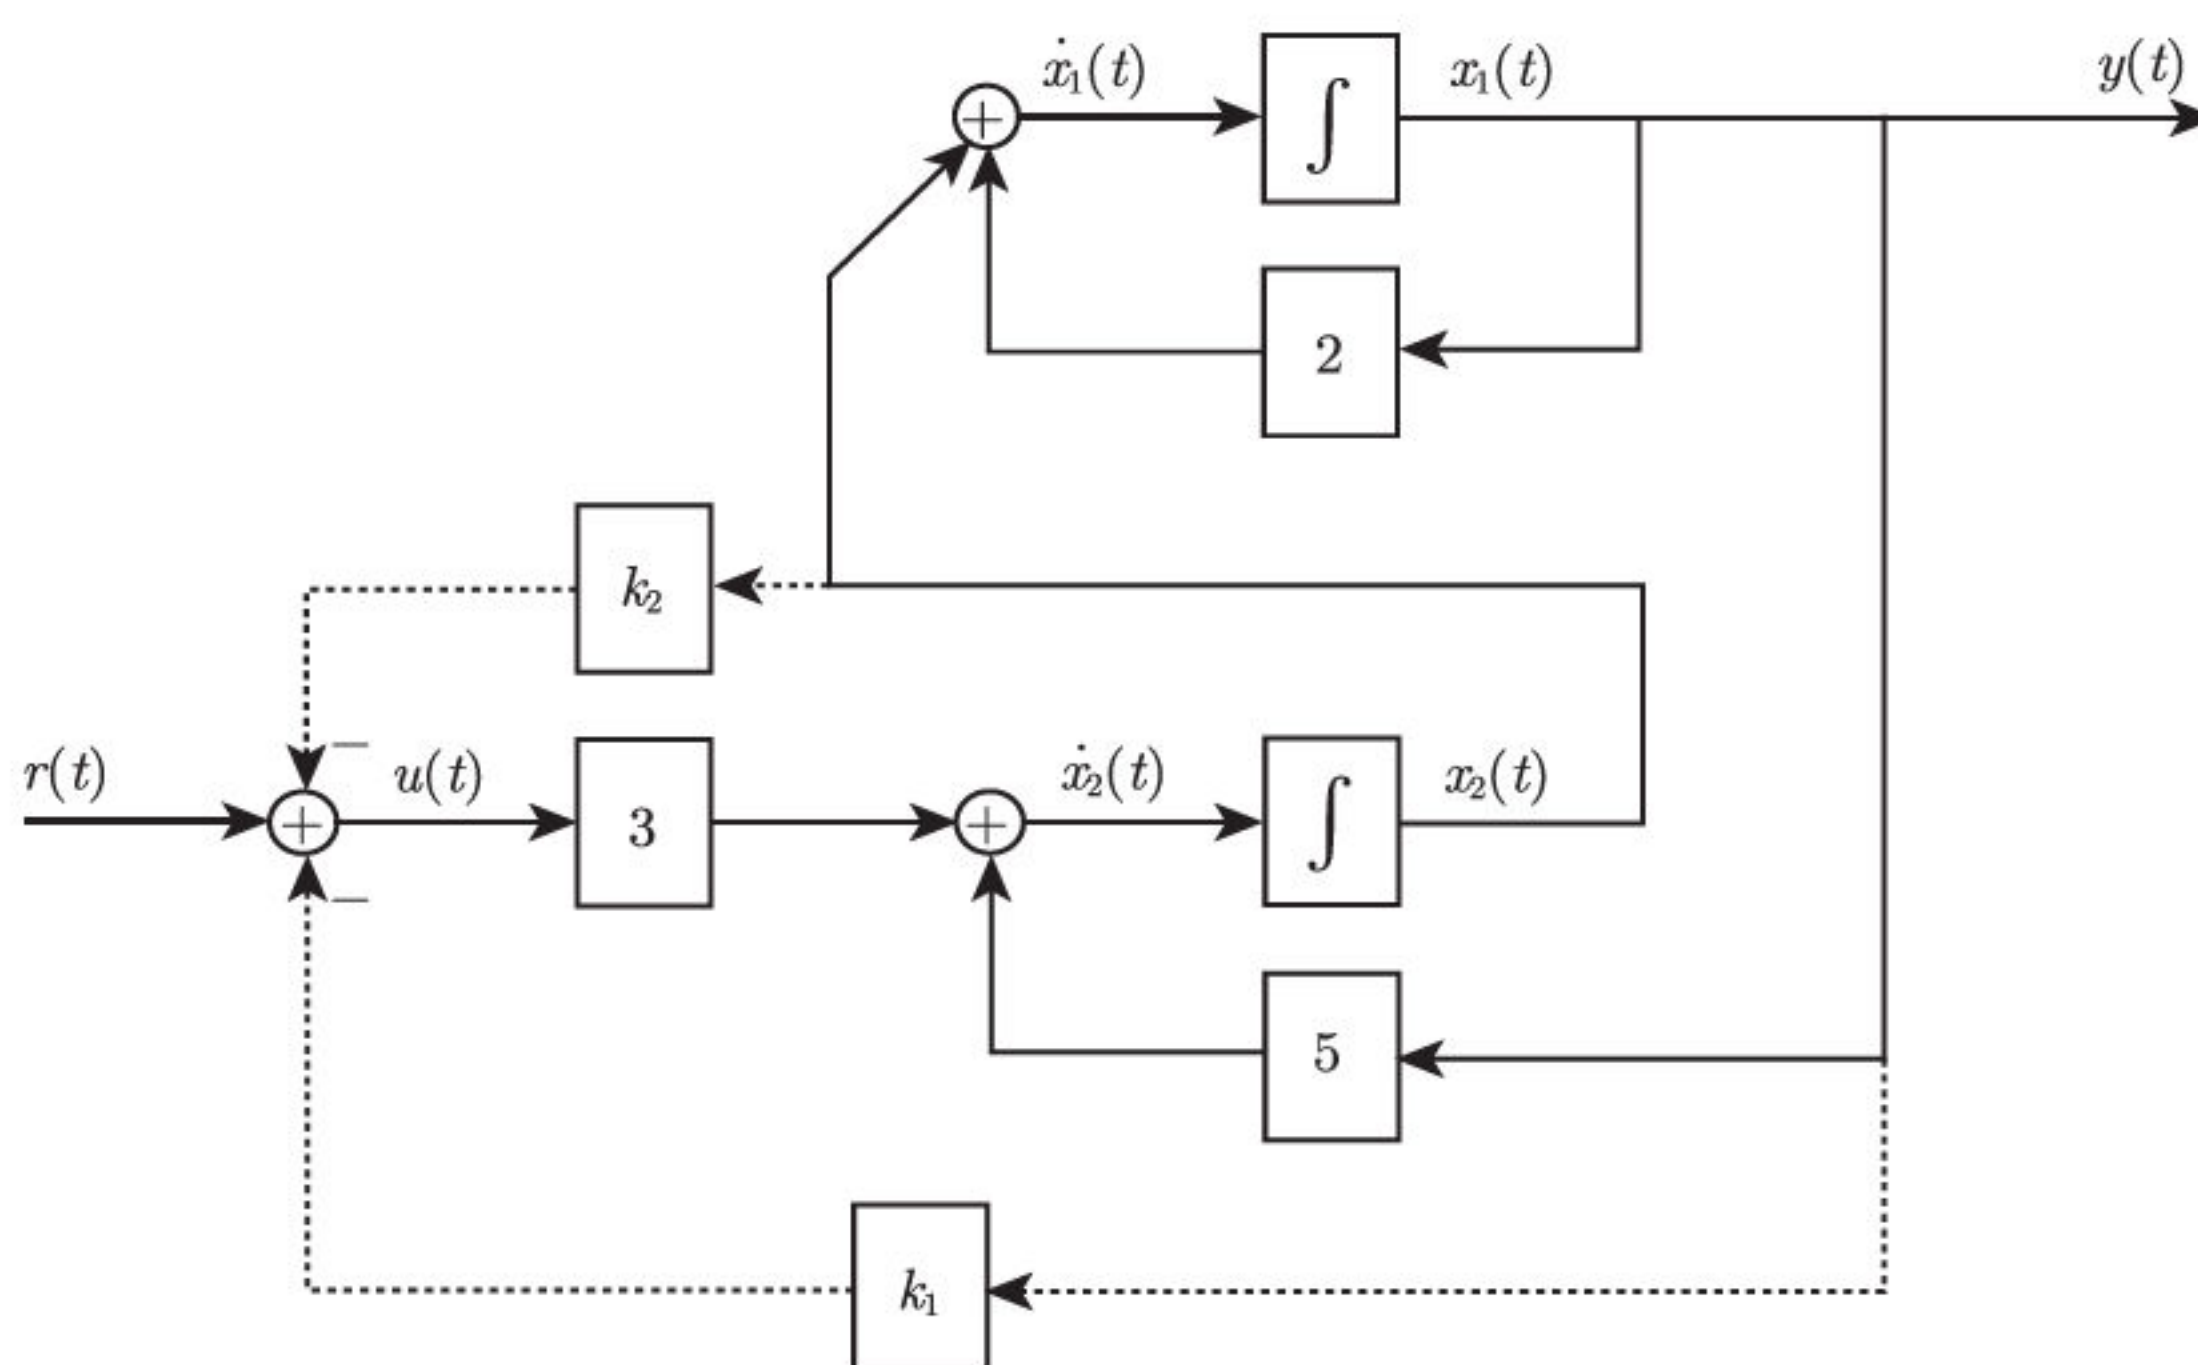 ẋ₁(t)
∫
x₁(t)
y(t)
+
2
k₂
−
r(t)
+
u(t)
3
+
ẋ₂(t)
∫
x₂(t)
−
5
k₁